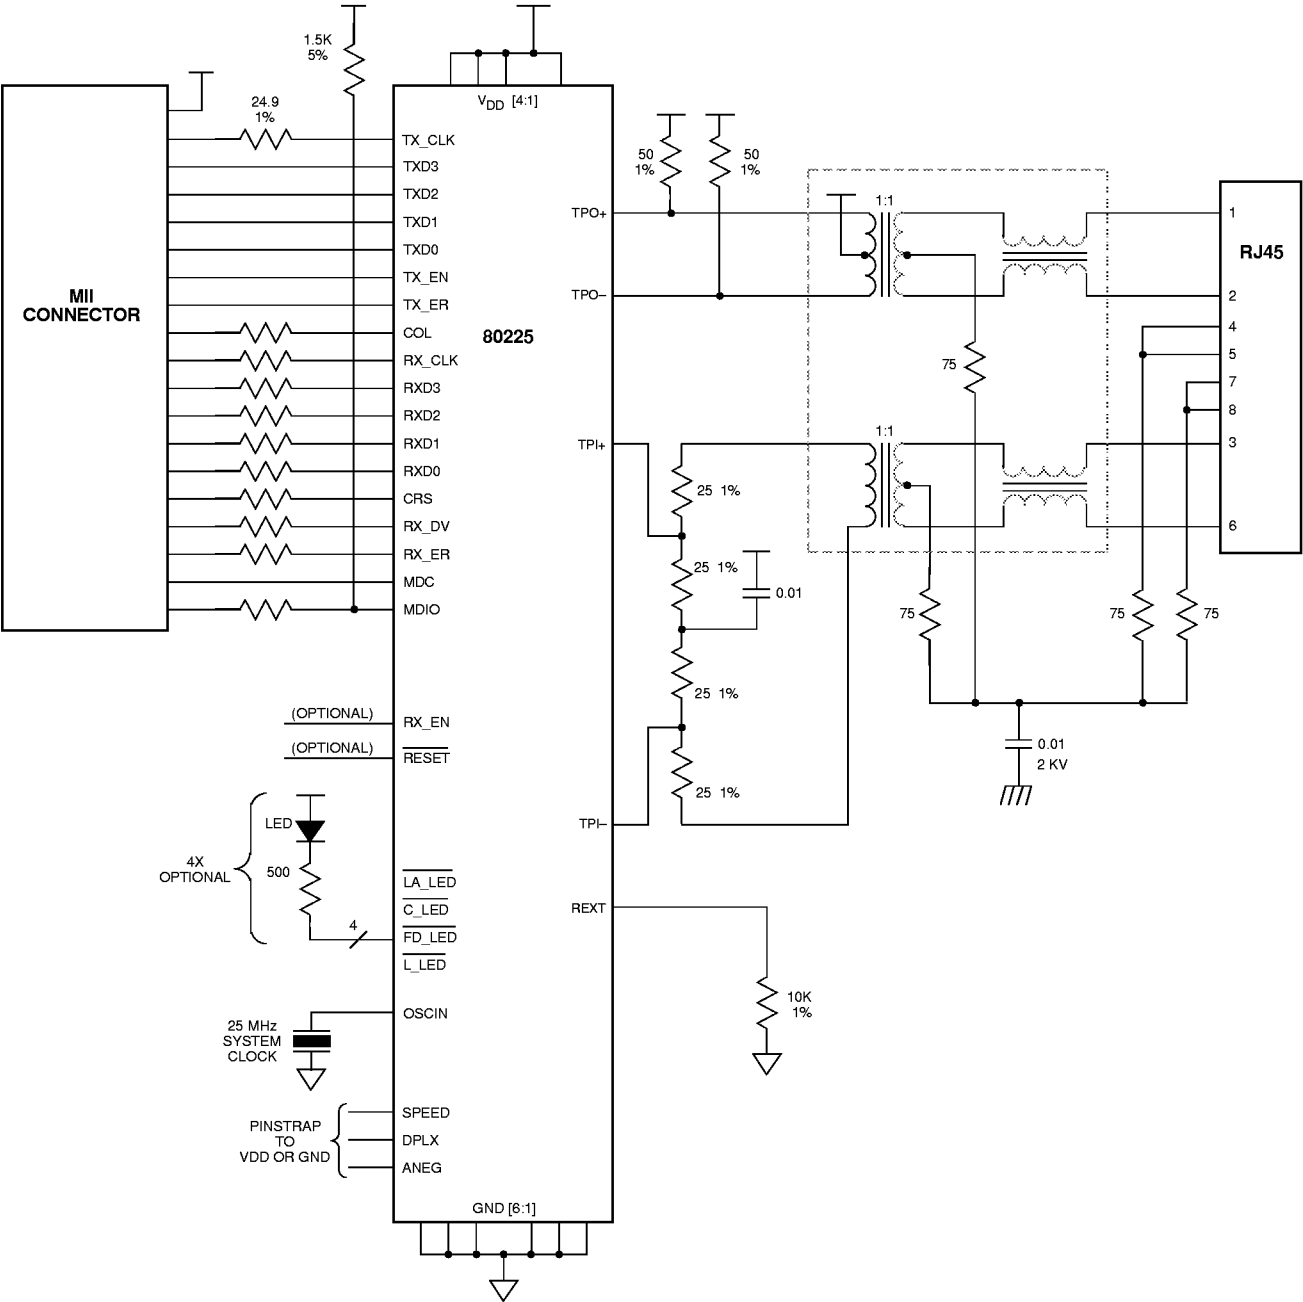 1.5K
5%
V_DD [4:1]
24.9
1%
MII
CONNECTOR
TX_CLK
TXD3
TXD2
TXD1
TXD0
TX_EN
TX_ER
COL
RX_CLK
RXD3
RXD2
RXD1
RXD0
CRS
RX_DV
RX_ER
MDC
MDIO
80225
(OPTIONAL)
RX_EN
(OPTIONAL)
RESET
LED
4X
OPTIONAL
500
4
LA_LED
C_LED
FD_LED
L_LED
25 MHz
SYSTEM
CLOCK
OSCIN
PINSTRAP
TO
VDD OR GND
SPEED
DPLX
ANEG
GND [6:1]
TPO+
TPO–
TPI+
TPI–
REXT
50
1%
50
1%
25 1%
25 1%
0.01
25 1%
25 1%
10K
1%
1:1
75
1:1
75
75
75
0.01
2 KV
RJ45
1
2
4
5
7
8
3
6